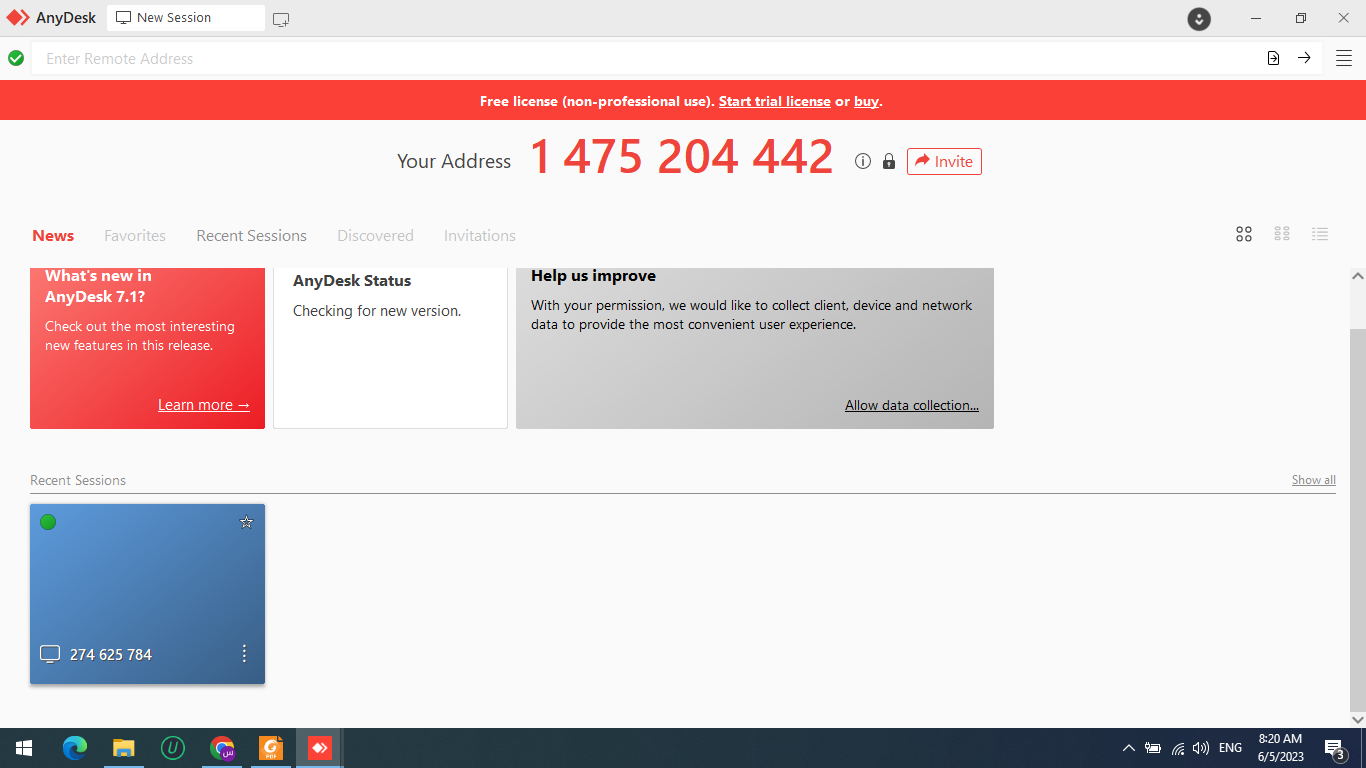 AnyDesk
New Session
Enter Remote Address
Free license (non-professional use). Start trial license or buy.
Your Address 1 475 204 442 Invite
News Favorites Recent Sessions Discovered Invitations
What's new in
AnyDesk 7.1?
Check out the most interesting
new features in this release.
Learn more →
AnyDesk Status
Checking for new version.
Help us improve
With your permission, we would like to collect client, device and network
data to provide the most convenient user experience.
Allow data collection...
Recent Sessions Show all
274 625 784
U
س
PDF
ENG
8:20 AM
6/5/2023
3